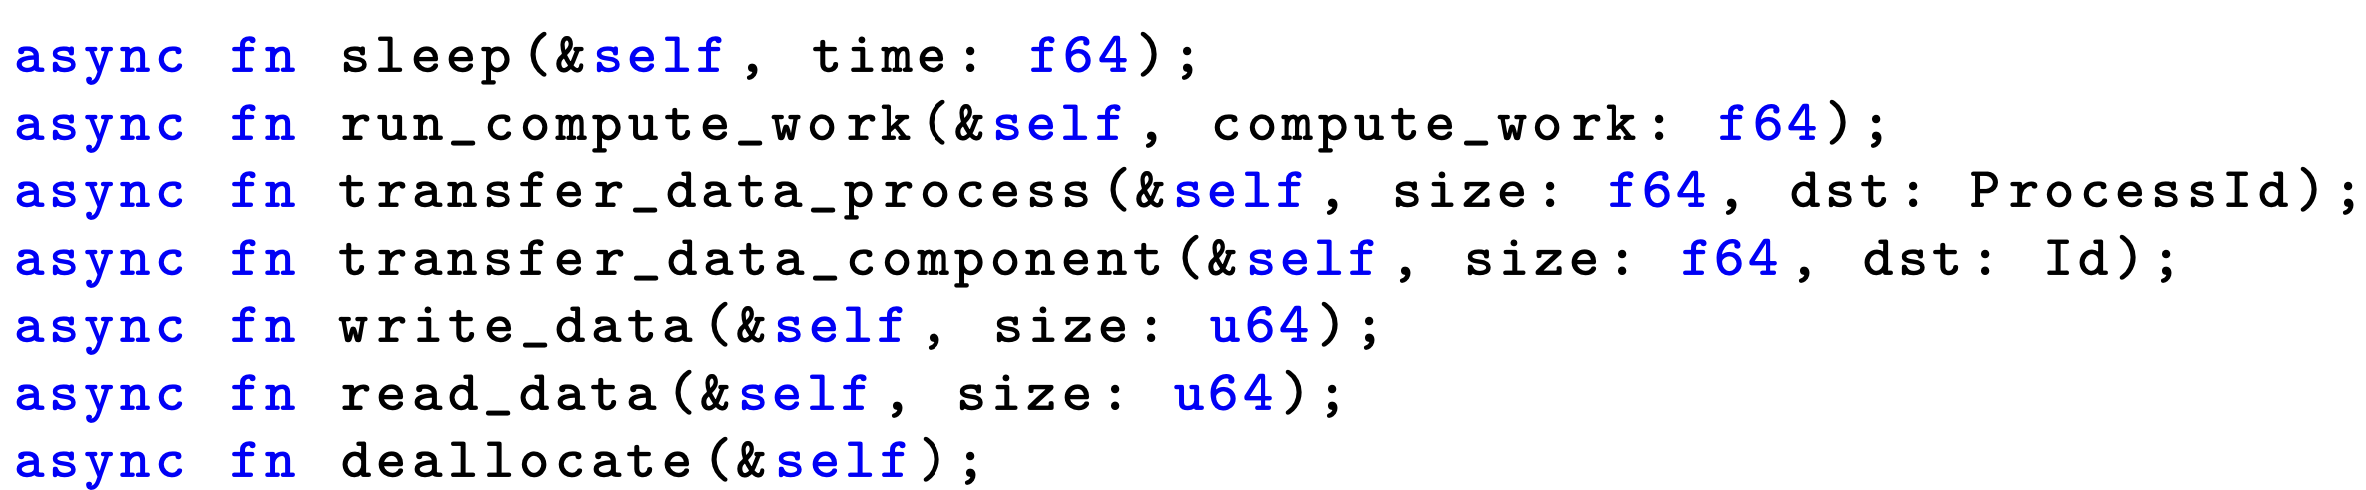 async fn sleep(&self, time: f64);
async fn run_compute_work(&self, compute_work: f64);
async fn transfer_data_process(&self, size: f64, dst: ProcessId);
async fn transfer_data_component(&self, size: f64, dst: Id);
async fn write_data(&self, size: u64);
async fn read_data(&self, size: u64);
async fn deallocate(&self);